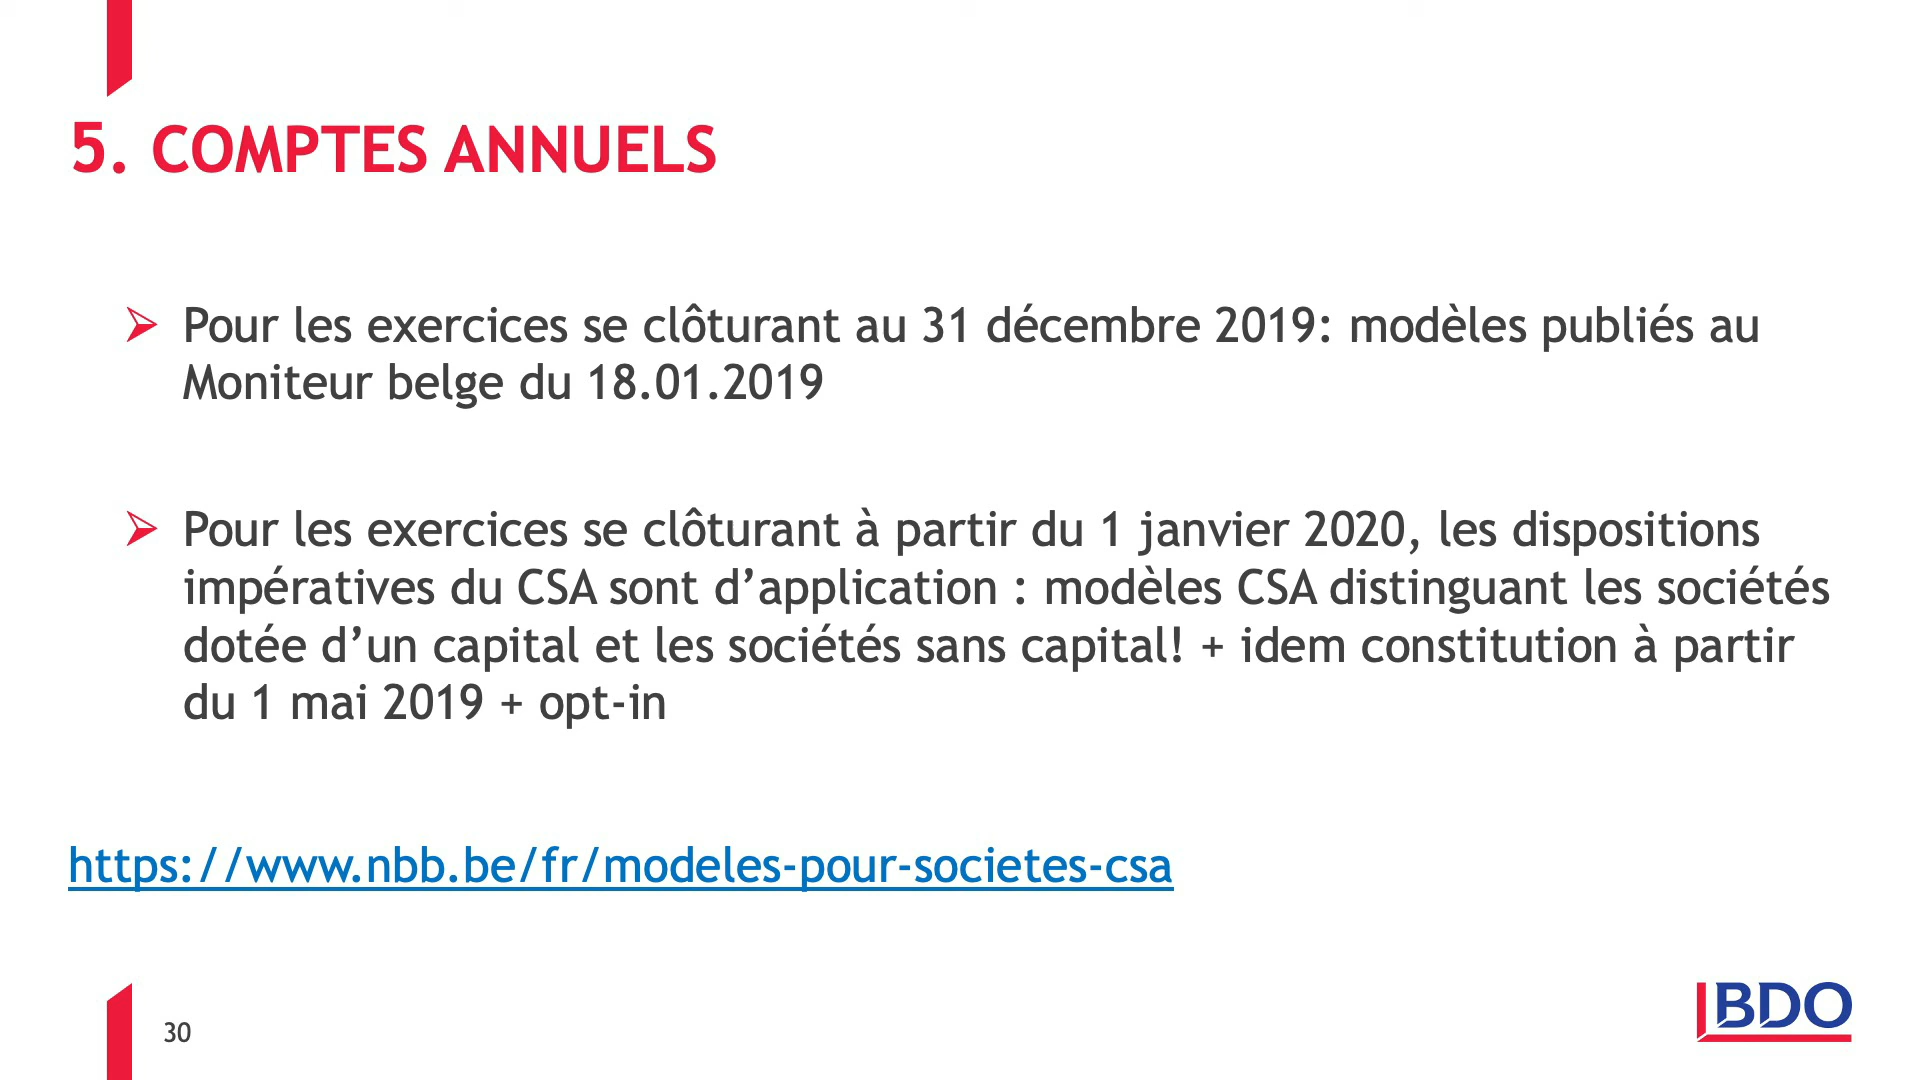 5. COMPTES ANNUELS
Pour les exercices se clôturant au 31 décembre 2019: modèles publiés au
Moniteur belge du 18.01.2019
Pour les exercices se clôturant à partir du 1 janvier 2020, les dispositions
impératives du CSA sont d’application : modèles CSA distinguant les sociétés
dotée d’un capital et les sociétés sans capital! + idem constitution à partir
du 1 mai 2019 + opt-in
https://www.nbb.be/fr/modeles-pour-societes-csa
30
BDO